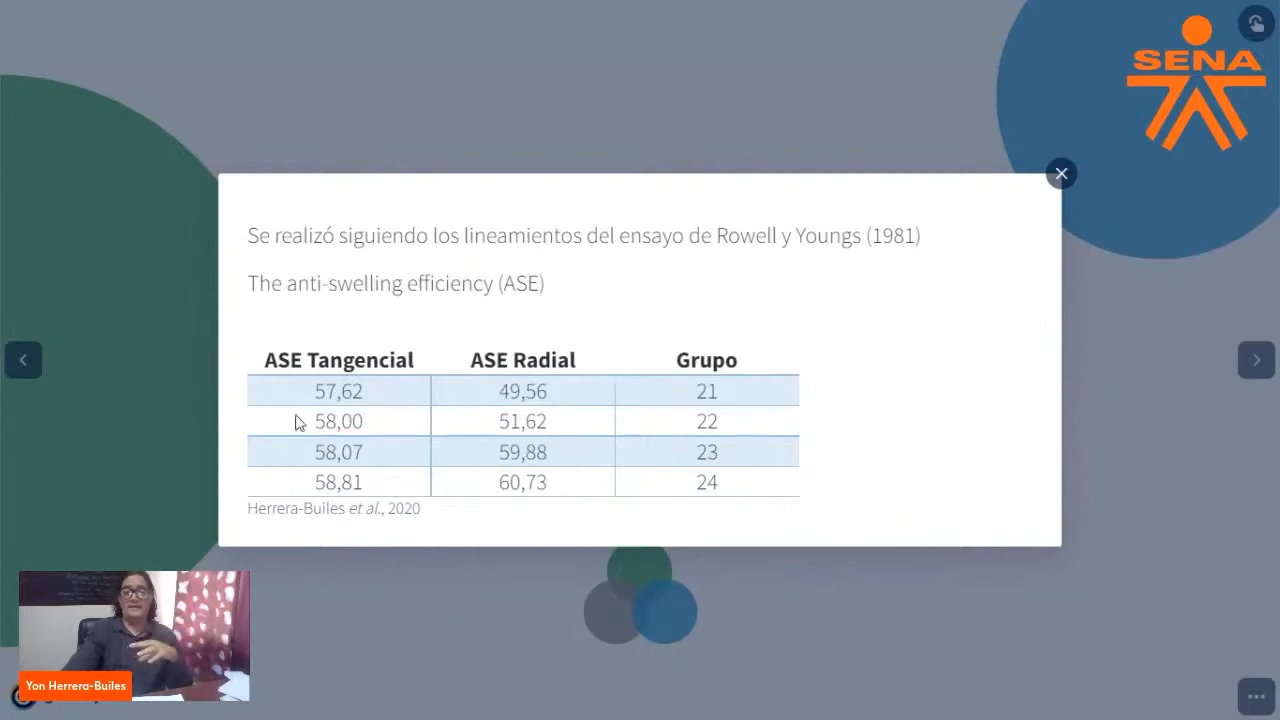 SENA
Se realizó siguiendo los lineamientos del ensayo de Rowell y Youngs (1981)
The anti-swelling efficiency (ASE)
ASE Tangencial ASE Radial Grupo
57,62 49,56 21
58,00 51,62 22
58,07 59,88 23
58,81 60,73 24
Herrera-Builes et al., 2020
Yon Herrera-Builes